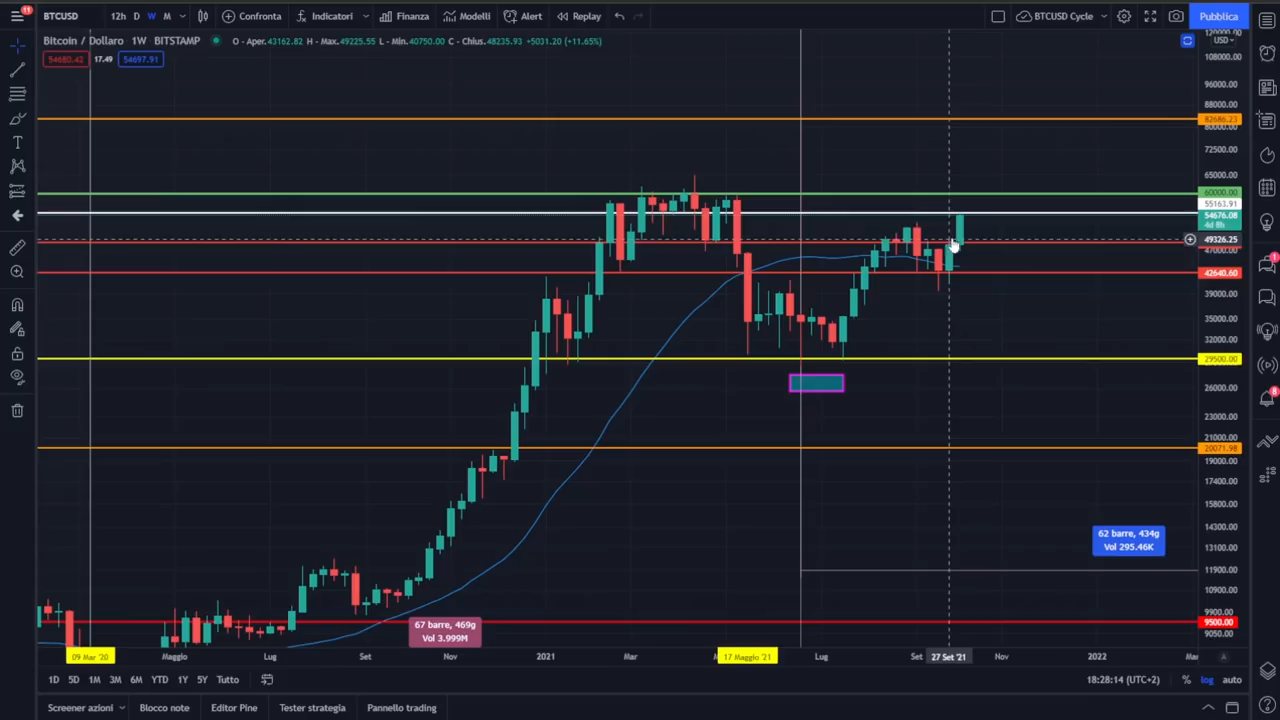 11
BTCUSD
12h D W M
Confronta
Indicatori
Finanza
Modelli
Alert
Replay
BTCUSD Cycle
Pubblica
Bitcoin / Dollaro 1W BITSTAMP
O - Aper.43162.82 H - Max.49225.55 L - Min.40750.00 C - Chius.48235.93 +5031.20 (+11.65%)
54680.42 17.49 54697.91
USD
120000.00
108000.00
96000.00
88000.00
82686.23
80000.00
72500.00
65000.00
60000.00
55163.91
54676.08
4d 8h
49326.25
47000.00
42640.60
39000.00
35000.00
32000.00
29500.00
26000.00
23000.00
21000.00
20071.98
19000.00
17400.00
15800.00
14300.00
13100.00
11900.00
10900.00
9900.00
9500.00
9050.00
62 barre, 434g
Vol 295.46K
67 barre, 469g
Vol 3.999M
09 Mar '20 Maggio Lug Set Nov 2021 Mar 17 Maggio '21 Lug Set 27 Set '21 Nov 2022 Mar
1D 5D 1M 3M 6M YTD 1Y 5Y Tutto
18:28:14 (UTC+2) % log auto
Screener azioni Blocco note Editor Pine Tester strategia Pannello trading
1
8